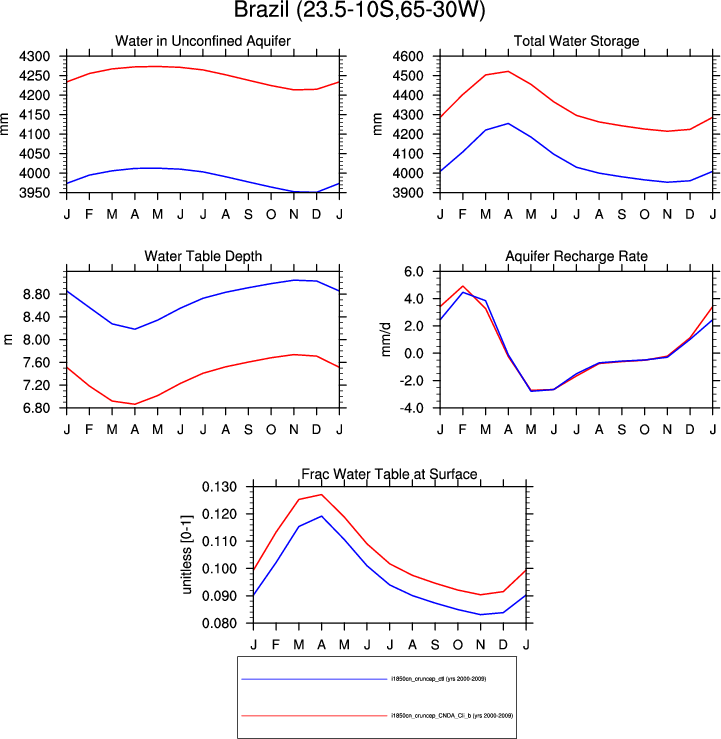 Brazil (23.5-10S,65-30W)
Water in Unconfined Aquifer
mm
4300
4250
4200
4150
4100
4050
4000
3950
J F M A M J J A S O N D J
Total Water Storage
mm
4600
4500
4400
4300
4200
4100
4000
3900
J F M A M J J A S O N D J
Water Table Depth
m
8.80
8.40
8.00
7.60
7.20
6.80
J F M A M J J A S O N D J
Aquifer Recharge Rate
mm/d
6.0
4.0
2.0
0.0
-2.0
-4.0
J F M A M J J A S O N D J
Frac Water Table at Surface
unitless [0-1]
0.130
0.120
0.110
0.100
0.090
0.080
J F M A M J J A S O N D J
i1850cn_cruncep_ctl (yrs 2000-2009)
i1850cn_cruncep_CNDA_Cli_b (yrs 2000-2009)